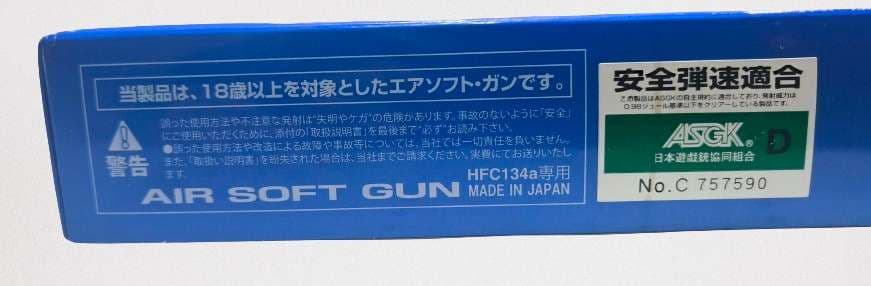 当製品は、18歳以上を対象としたエアソフト・ガンです。
警告
誤った使用方法や不注意な発射は"失明やケガ"の危険があります。事故のないように「安全」
にご使用いただくために、添付の「取扱説明書」を最後まで"必ず"お読み下さい。
●誤った使用方法や改造による故障や事故等については、当社では一切責任を負いません。
また、「取扱い説明書」を紛失された場合は、当社までご請求ください。実費にてお送りいたし
ます。
AIR SOFT GUN
HFC134a専用
MADE IN JAPAN
安全弾速適合
この製品はASGKの自主規約に適合しており、発射威力は
0.98ジュール基準以下をクリアーしている製品です。
ASGK
D
日本遊戯銃協同組合
No.C 757590